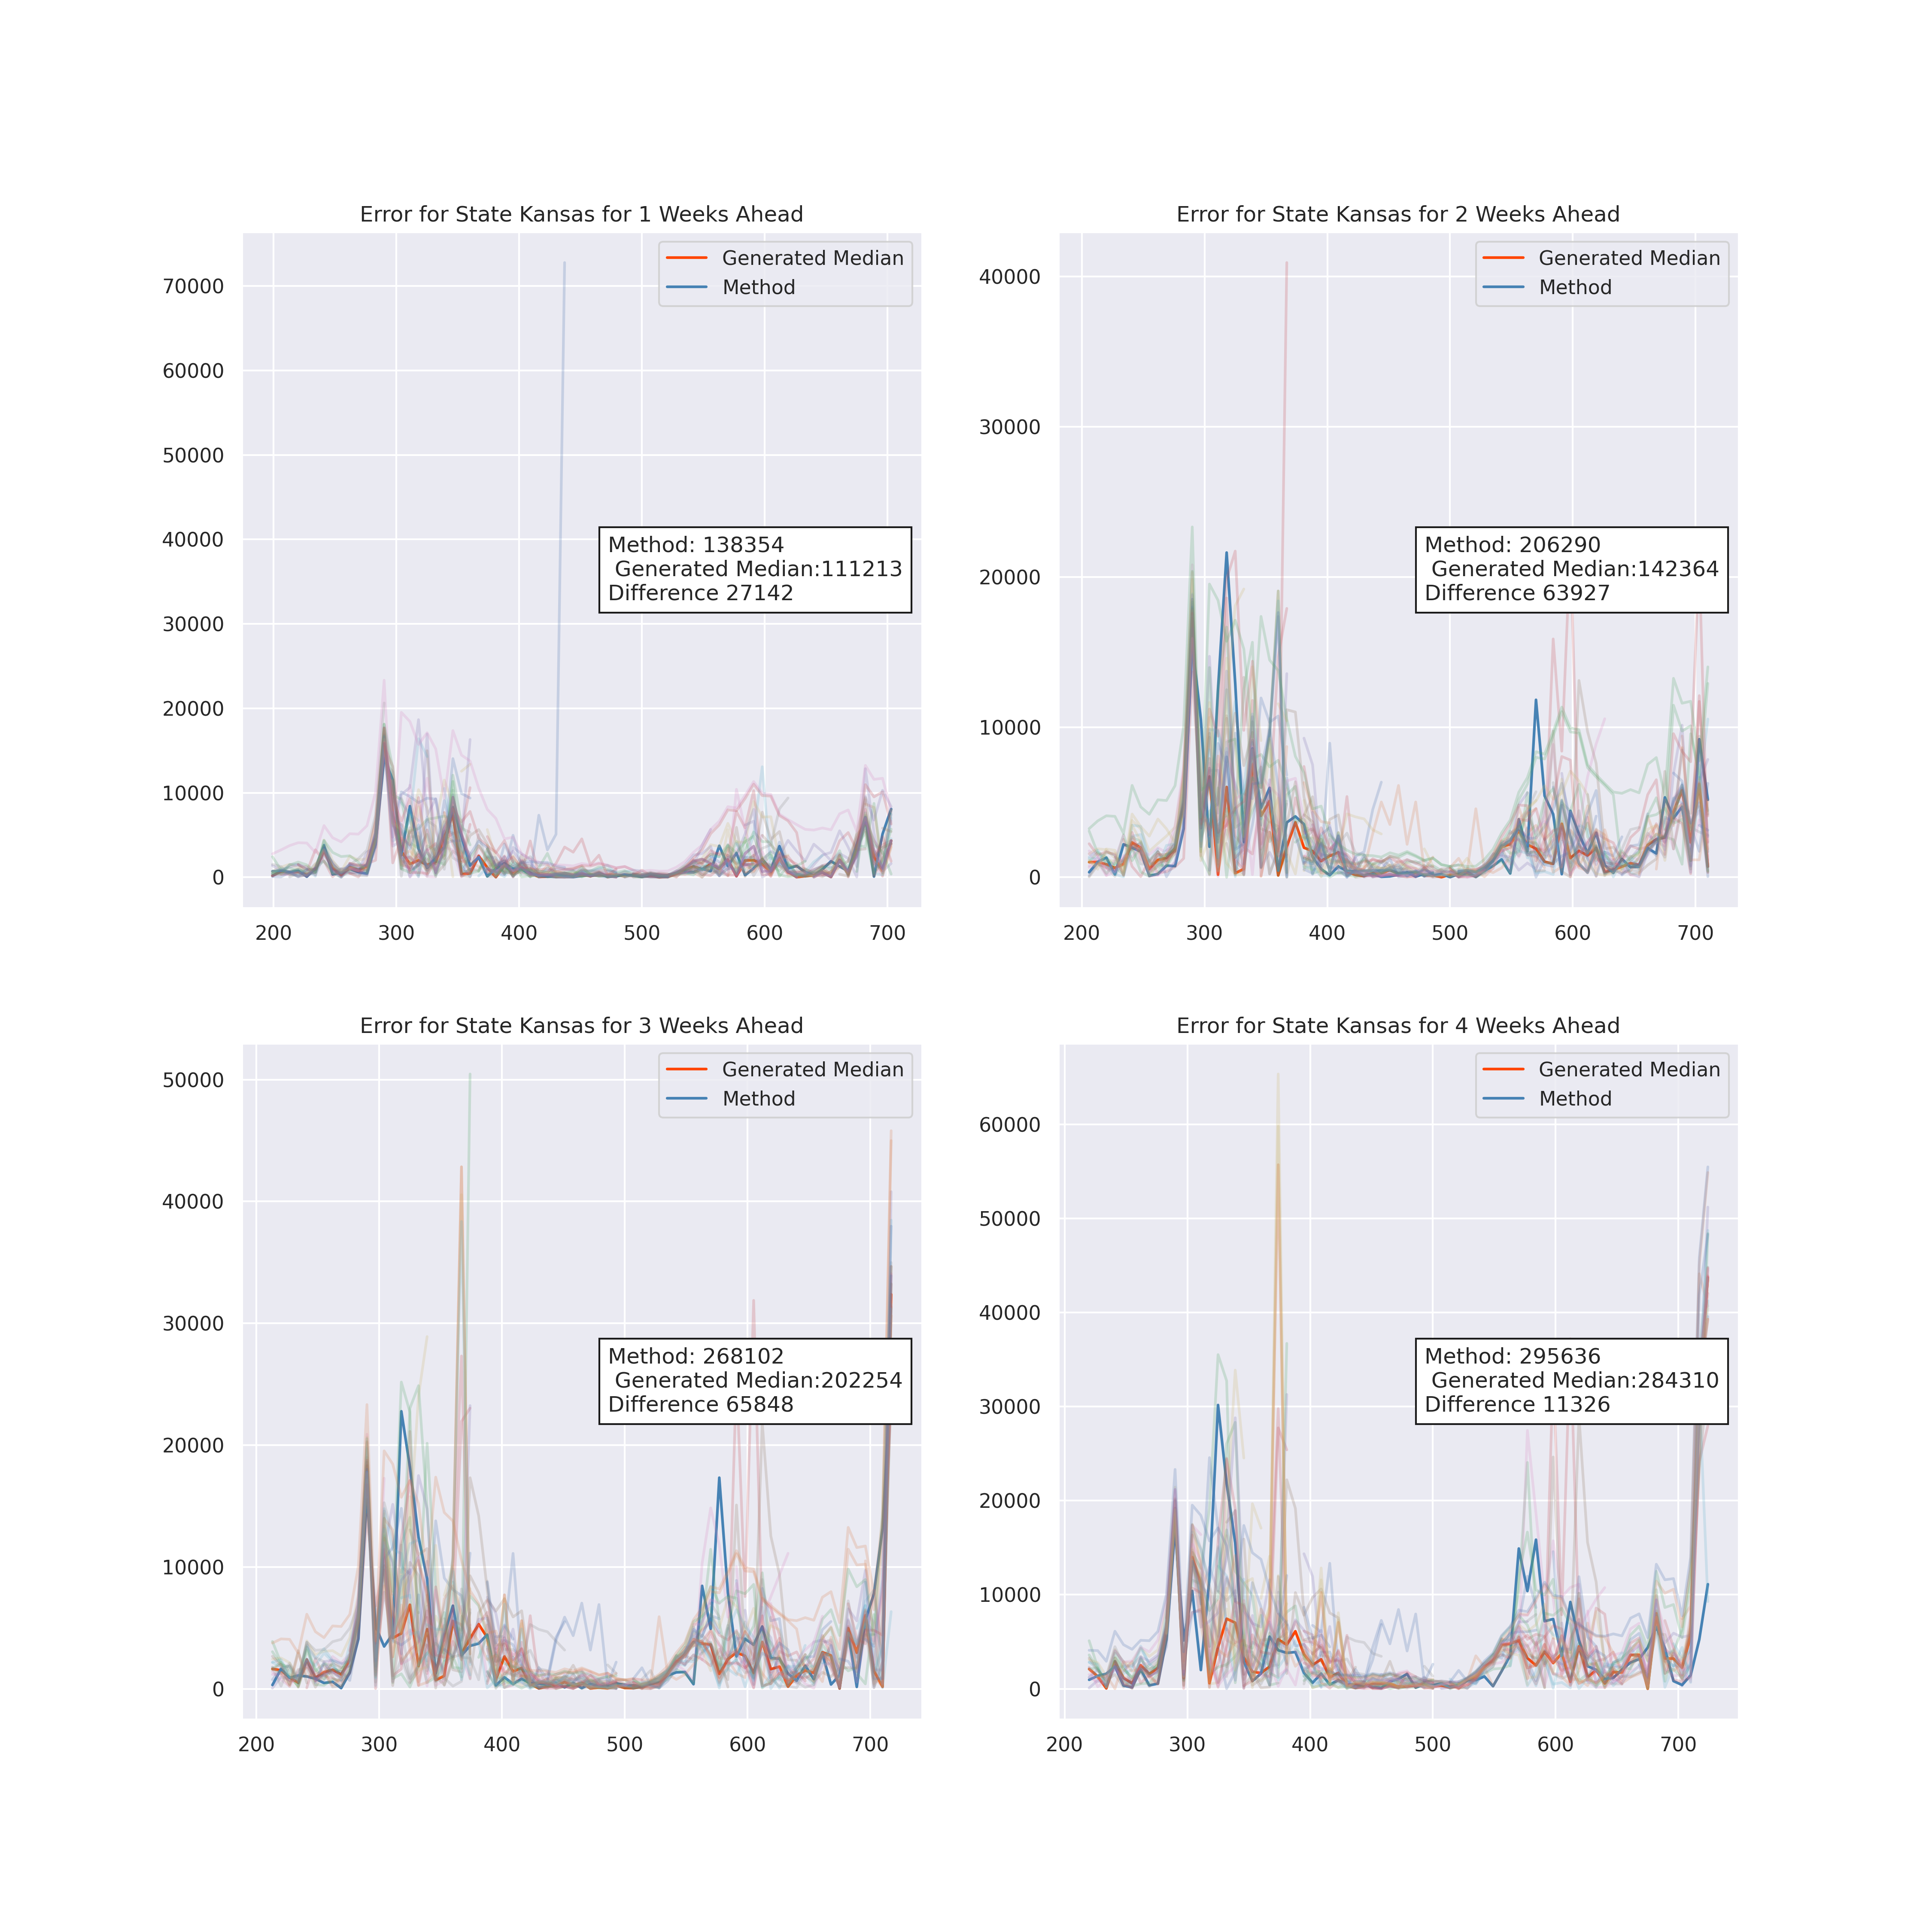 Error for State Kansas for 1 Weeks Ahead
Generated Median
Method
70000
60000
50000
40000
30000
20000
10000
0
Method: 138354
Generated Median:111213
Difference 27142
200 300 400 500 600 700
Error for State Kansas for 2 Weeks Ahead
Generated Median
Method
40000
30000
20000
10000
0
Method: 206290
Generated Median:142364
Difference 63927
200 300 400 500 600 700
Error for State Kansas for 3 Weeks Ahead
Generated Median
Method
50000
40000
30000
20000
10000
0
Method: 268102
Generated Median:202254
Difference 65848
200 300 400 500 600 700
Error for State Kansas for 4 Weeks Ahead
Generated Median
Method
60000
50000
40000
30000
20000
10000
0
Method: 295636
Generated Median:284310
Difference 11326
200 300 400 500 600 700